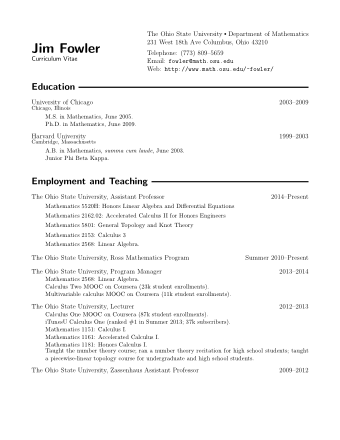 The Ohio State University • Department of Mathematics
231 West 18th Ave Columbus, Ohio 43210
Jim Fowler
Curriculum Vitae
Telephone: (773) 809–5659
Email: fowler@math.osu.edu
Web: http://www.math.osu.edu/~fowler/
Education
University of Chicago 2003–2009
Chicago, Illinois
M.S. in Mathematics, June 2005.
Ph.D. in Mathematics, June 2009.
Harvard University 1999–2003
Cambridge, Massachusetts
A.B. in Mathematics, summa cum laude, June 2003.
Junior Phi Beta Kappa.
Employment and Teaching
The Ohio State University, Assistant Professor 2014–Present
Mathematics 5520H: Honors Linear Algebra and Differential Equations
Mathematics 2162.02: Accelerated Calculus II for Honors Engineers
Mathematics 5801: General Topology and Knot Theory
Mathematics 2153: Calculus 3
Mathematics 2568: Linear Algebra.
The Ohio State University, Ross Mathematics Program Summer 2010–Present
The Ohio State University, Program Manager 2013–2014
Mathematics 2568: Linear Algebra.
Calculus Two MOOC on Coursera (23k student enrollments).
Multivariable calculus MOOC on Coursera (11k student enrollments).
The Ohio State University, Lecturer 2012–2013
Calculus One MOOC on Coursera (87k student enrollments).
iTunesU Calculus One (ranked #1 in Summer 2013; 37k subscribers).
Mathematics 1151: Calculus I.
Mathematics 1161: Accelerated Calculus I.
Mathematics 1181: Honors Calculus I.
Taught the number theory course; ran a number theory recitation for high school students; taught
a piecewise-linear topology course for undergraduate and high school students.
The Ohio State University, Zassenhaus Assistant Professor 2009–2012